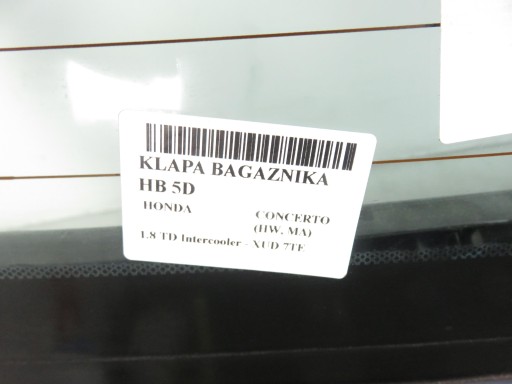 KLAPA BAGAZNIKA
HB 5D
HONDA CONCERTO
(HW, MA)
1.8 TD Intercooler - XUD 7TE